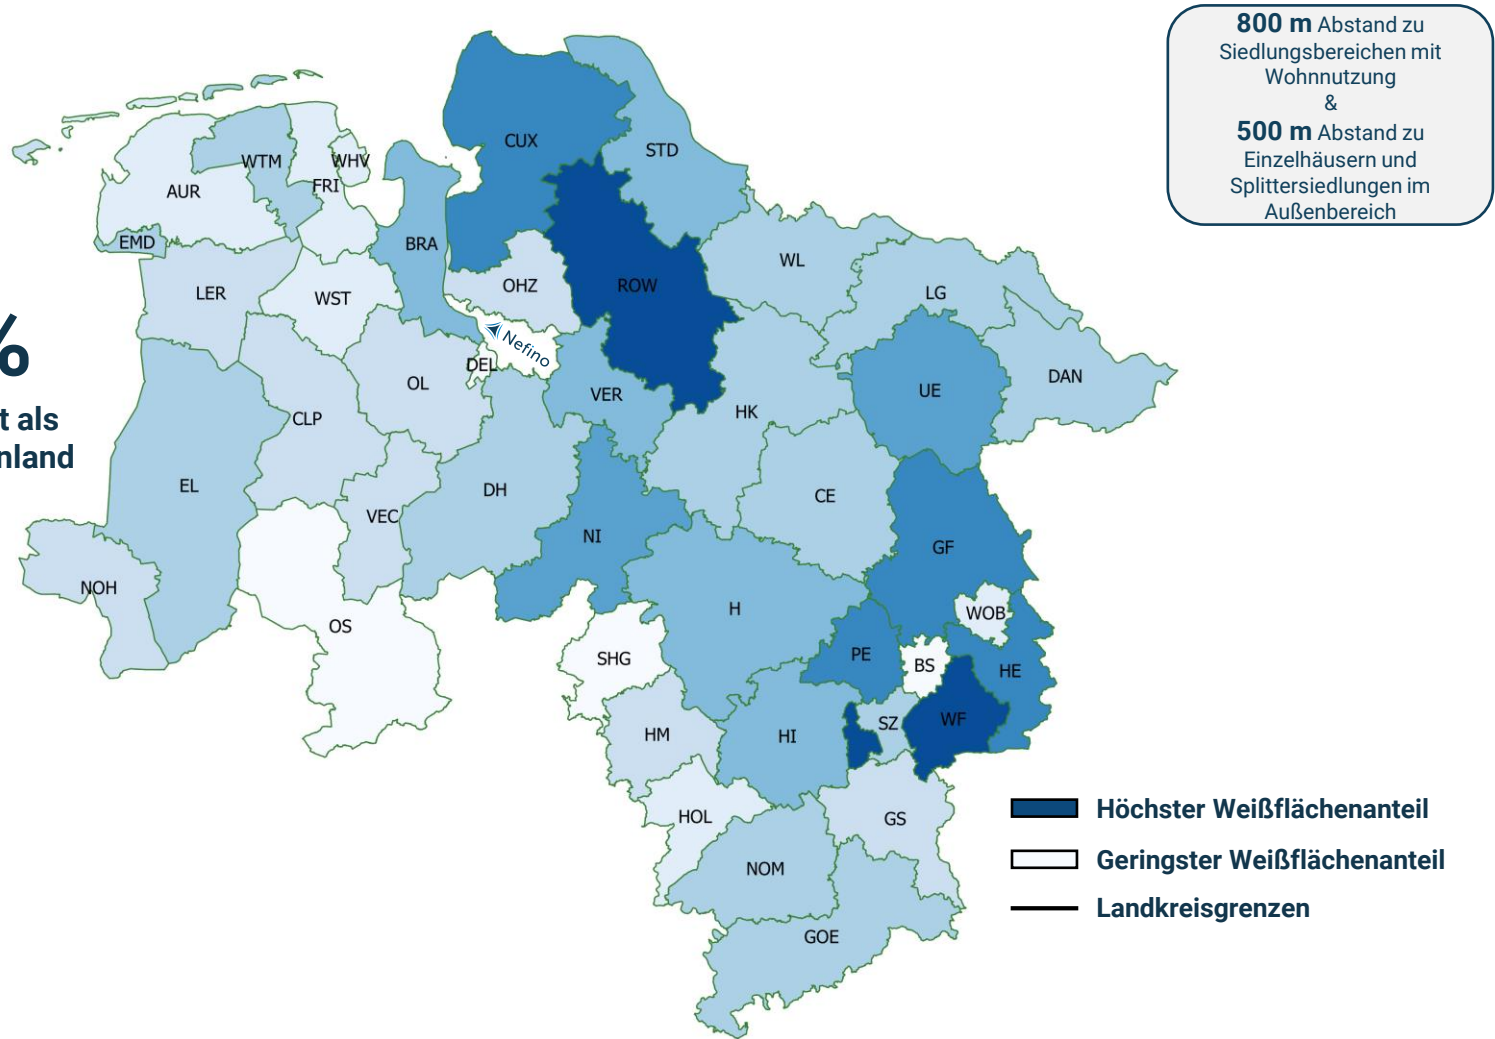 800 m Abstand zu
Siedlungsbereichen mit
Wohnnutzung
&
500 m Abstand zu
Einzelhäusern und
Splittersiedlungen im
Außenbereich
CUX
STD
WTM
WHV
AUR
FRI
EMD
BRA
WL
LER
WST
OHZ
ROW
LG
%
Nefino
DEL
OL
VER
UE
DAN
t als
CLP
HK
nland
EL
DH
CE
VEC
NI
GF
NOH
H
WOB
OS
SHG
PE
BS
HE
HM
HI
SZ
WF
HOL
GS
NOM
GOE
Höchster Weißflächenanteil
Geringster Weißflächenanteil
Landkreisgrenzen